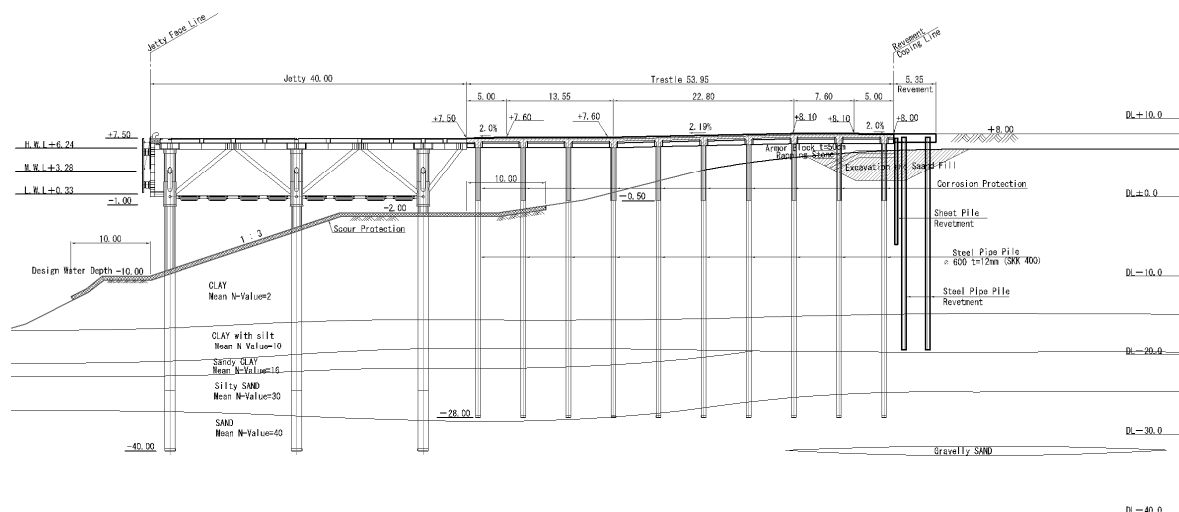 Jetty Face Line
Revement
Coping Line
Jetty 40.00
Trestle 53.95
5.35
Revement
5.00
13.55
22.80
7.60
5.00
+7.50
+7.50
+7.60
+7.60
+8.10
+8.10
+8.00
+8.00
2.0%
2.19%
2.0%
DL+10.0
H.W.L+6.24
M.W.L+3.28
L.W.L+0.33
-1.00
Armor Block t=50cm
Rapping Stone
Excavation and Saand Fill
10.00
-0.50
Corrosion Protection
DL±0.0
-2.00
Scour Protection
Sheet Pile
Revetment
10.00
1 : 3
Design Water Depth -10.00
Steel Pipe Pile
⌀ 600 t=12mm (SKK 400)
DL-10.0
CLAY
Mean N-Value=2
Steel Pipe Pile
Revetment
CLAY with silt
Mean N Value=10
Sandy CLAY
Mean N-Value=16
DL-20.0
Silty SAND
Mean N-Value=30
-28.00
SAND
Mean N-Value=40
DL-30.0
-40.00
Gravelly SAND
DL-40.0